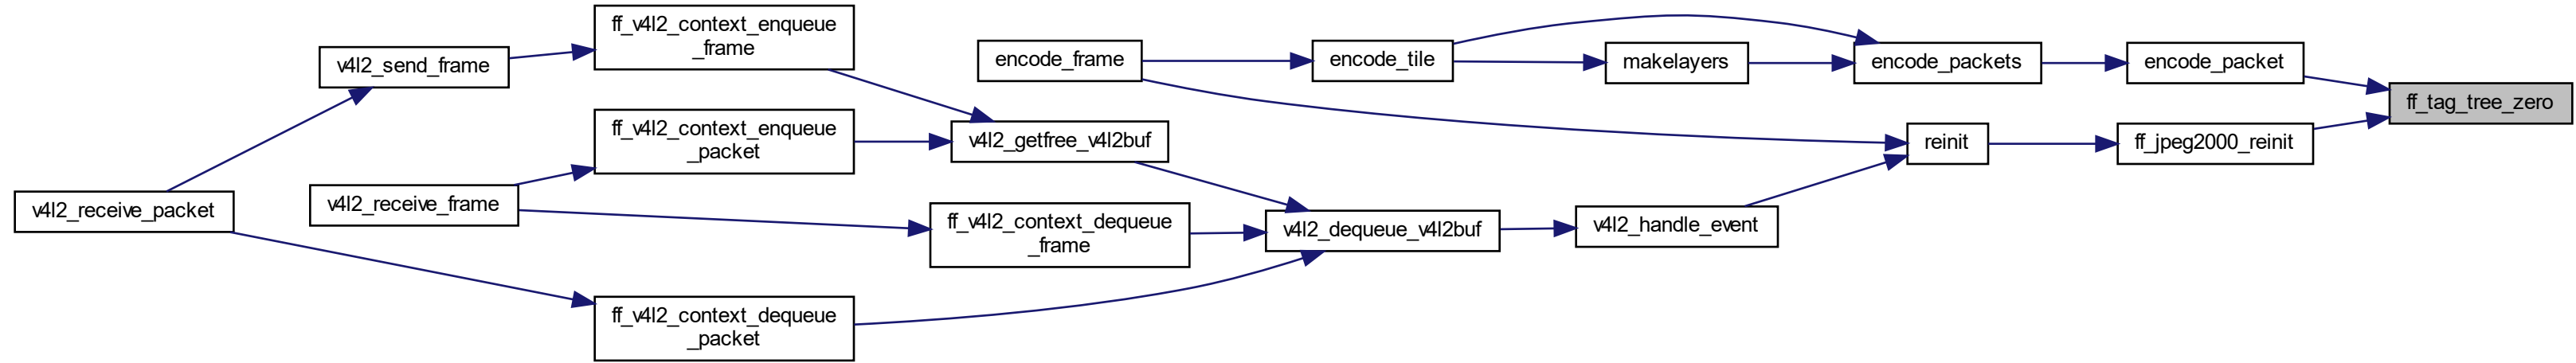 ff_v4l2_context_enqueue
_frame
v4l2_send_frame
encode_frame
encode_tile
makelayers
encode_packets
encode_packet
ff_tag_tree_zero
ff_v4l2_context_enqueue
_packet
v4l2_getfree_v4l2buf
reinit
ff_jpeg2000_reinit
v4l2_receive_packet
v4l2_receive_frame
ff_v4l2_context_dequeue
_frame
v4l2_dequeue_v4l2buf
v4l2_handle_event
ff_v4l2_context_dequeue
_packet